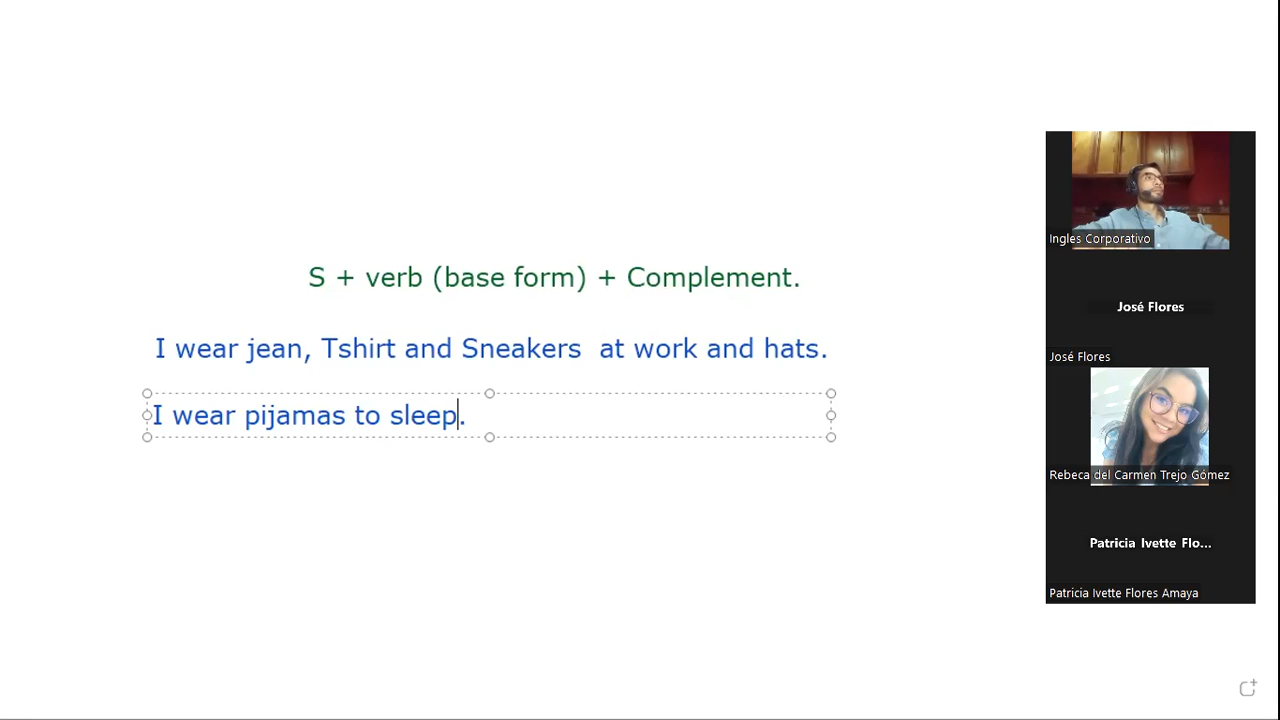 S + verb (base form) + Complement.
I wear jean, Tshirt and Sneakers  at work and hats.
I wear pijamas to sleep.
Ingles Corporativo
José Flores
José Flores
Rebeca del Carmen Trejo Gómez
Patricia Ivette Flo...
Patricia Ivette Flores Amaya